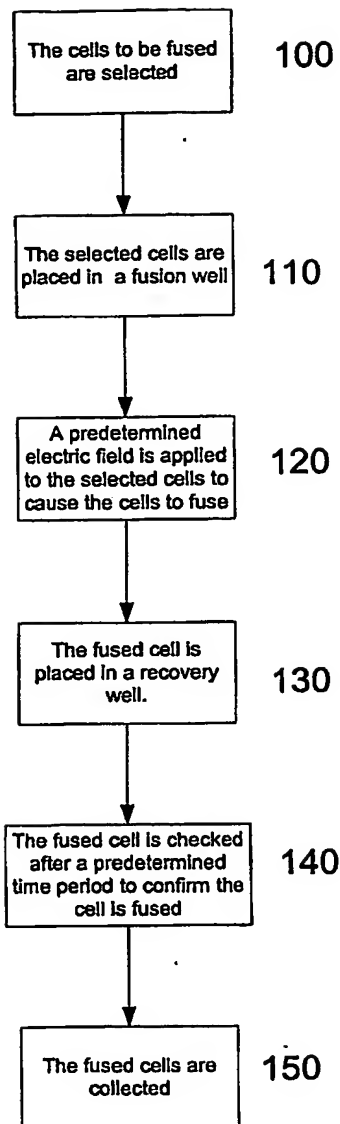 The cells to be fused
are selected
100
The selected cells are
placed in a fusion well
110
A predetermined
electric field is applied
to the selected cells to
cause the cells to fuse
120
The fused cell is
placed in a recovery
well.
130
The fused cell is checked
after a predetermined
time period to confirm the
cell is fused
140
The fused cells are
collected
150